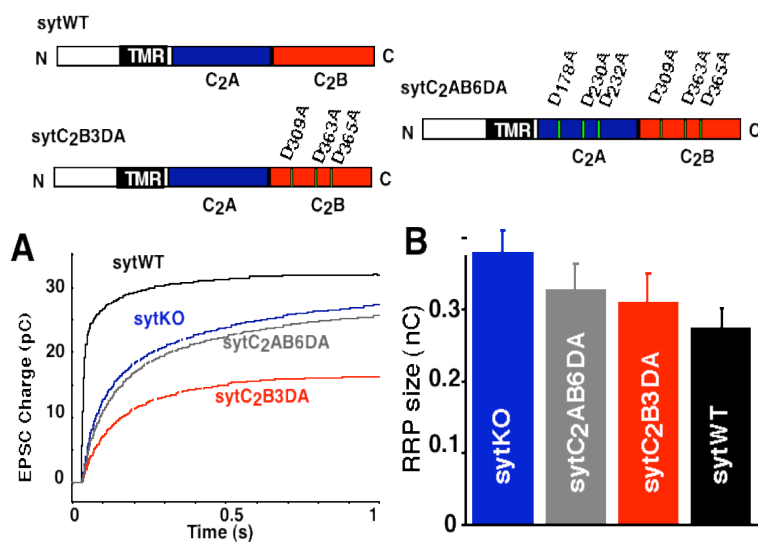 sytWT
N TMR C
C2A C2B
sytC2B3DA
D309A D363A D365A
N TMR C
C2A C2B
sytC2AB6DA
D178A D230A D232A D309A D363A D365A
N TMR C
C2A C2B
A
EPSC Charge (pC)
30
20
10
0
sytWT
sytKO
sytC2AB6DA
sytC2B3DA
0 0.5 1
Time (s)
B
RRP size (nC)
0.3
0.2
0.1
0
sytKO
sytC2AB6DA
sytC2B3DA
sytWT